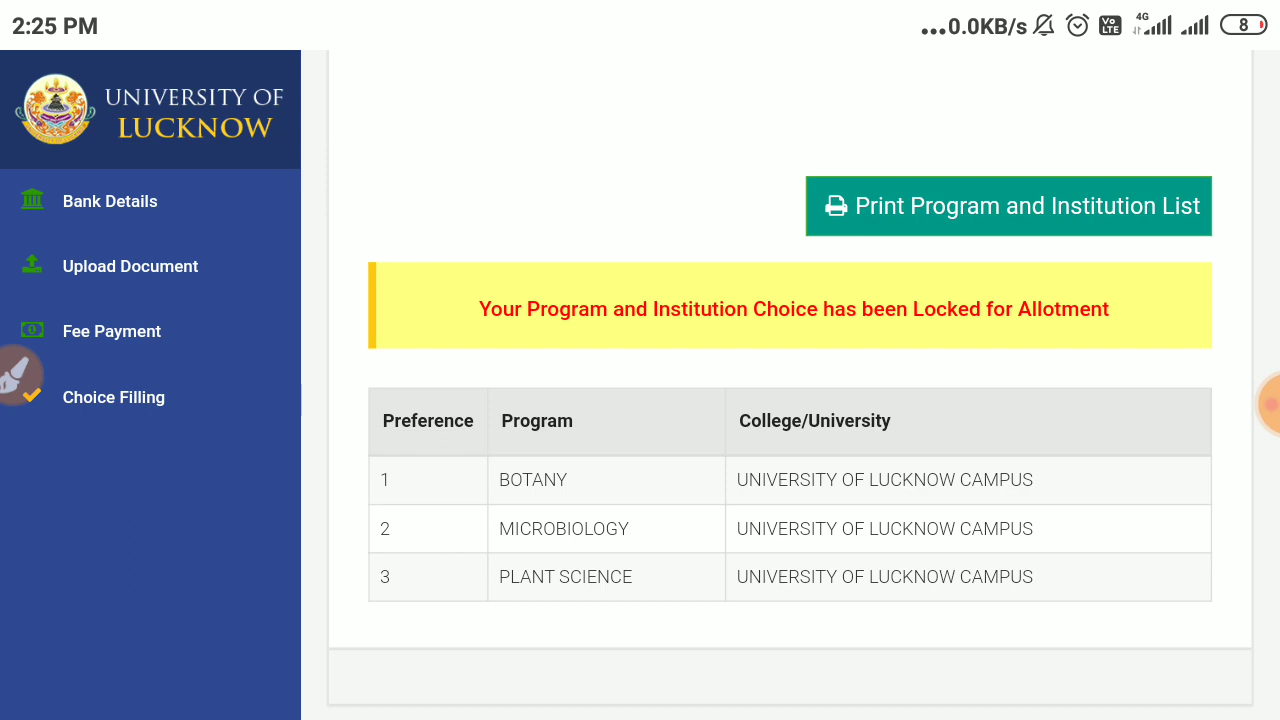 2:25 PM
...0.0KB/s Vo LTE 4G 8
UNIVERSITY OF
LUCKNOW
Bank Details
Upload Document
Fee Payment
Choice Filling
Print Program and Institution List
Your Program and Institution Choice has been Locked for Allotment
Preference Program College/University
1 BOTANY UNIVERSITY OF LUCKNOW CAMPUS
2 MICROBIOLOGY UNIVERSITY OF LUCKNOW CAMPUS
3 PLANT SCIENCE UNIVERSITY OF LUCKNOW CAMPUS